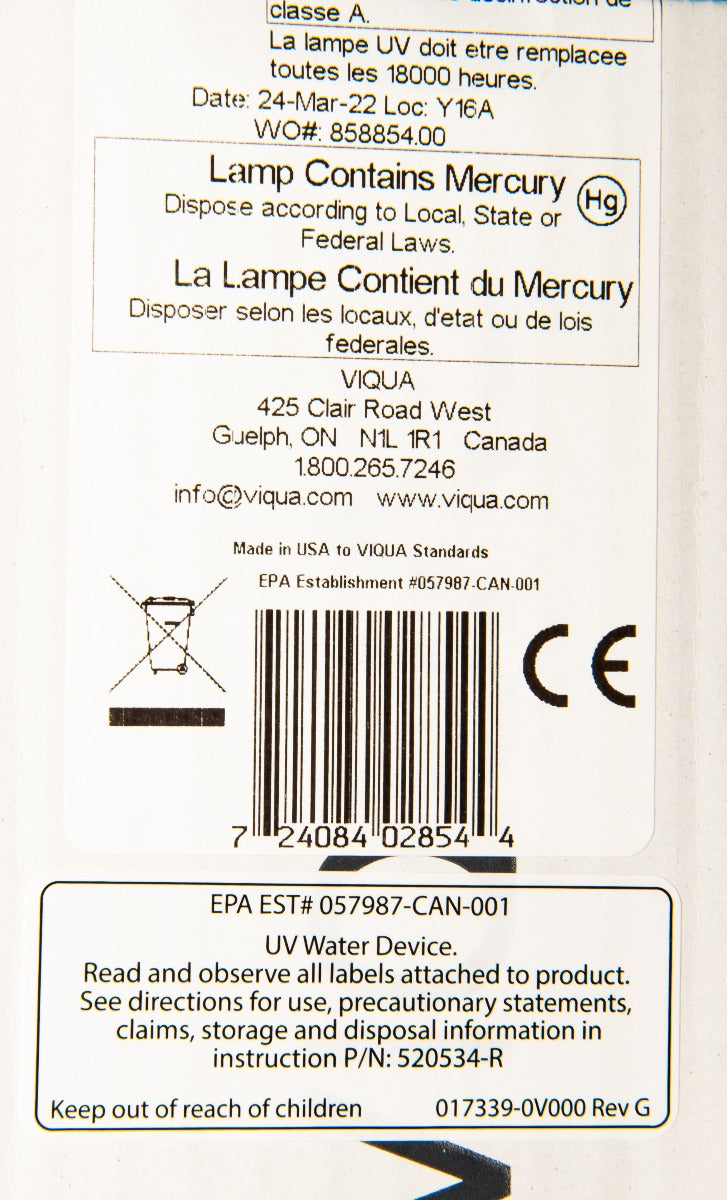 classe A.
La lampe UV doit etre remplacee
toutes les 18000 heures.
Date: 24-Mar-22 Loc: Y16A
WO#: 858854.00
Lamp Contains Mercury
Hg
Dispose according to Local, State or
Federal Laws.
La Lampe Contient du Mercury
Disposer selon les locaux, d'etat ou de lois
federales.
VIQUA
425 Clair Road West
Guelph, ON N1L 1R1 Canada
1.800.265.7246
info@viqua.com www.viqua.com
Made in USA to VIQUA Standards
EPA Establishment #057987-CAN-001
CE
7 24084 02854 4
EPA EST# 057987-CAN-001
UV Water Device.
Read and observe all labels attached to product.
See directions for use, precautionary statements,
claims, storage and disposal information in
instruction P/N: 520534-R
Keep out of reach of children 017339-0V000 Rev G